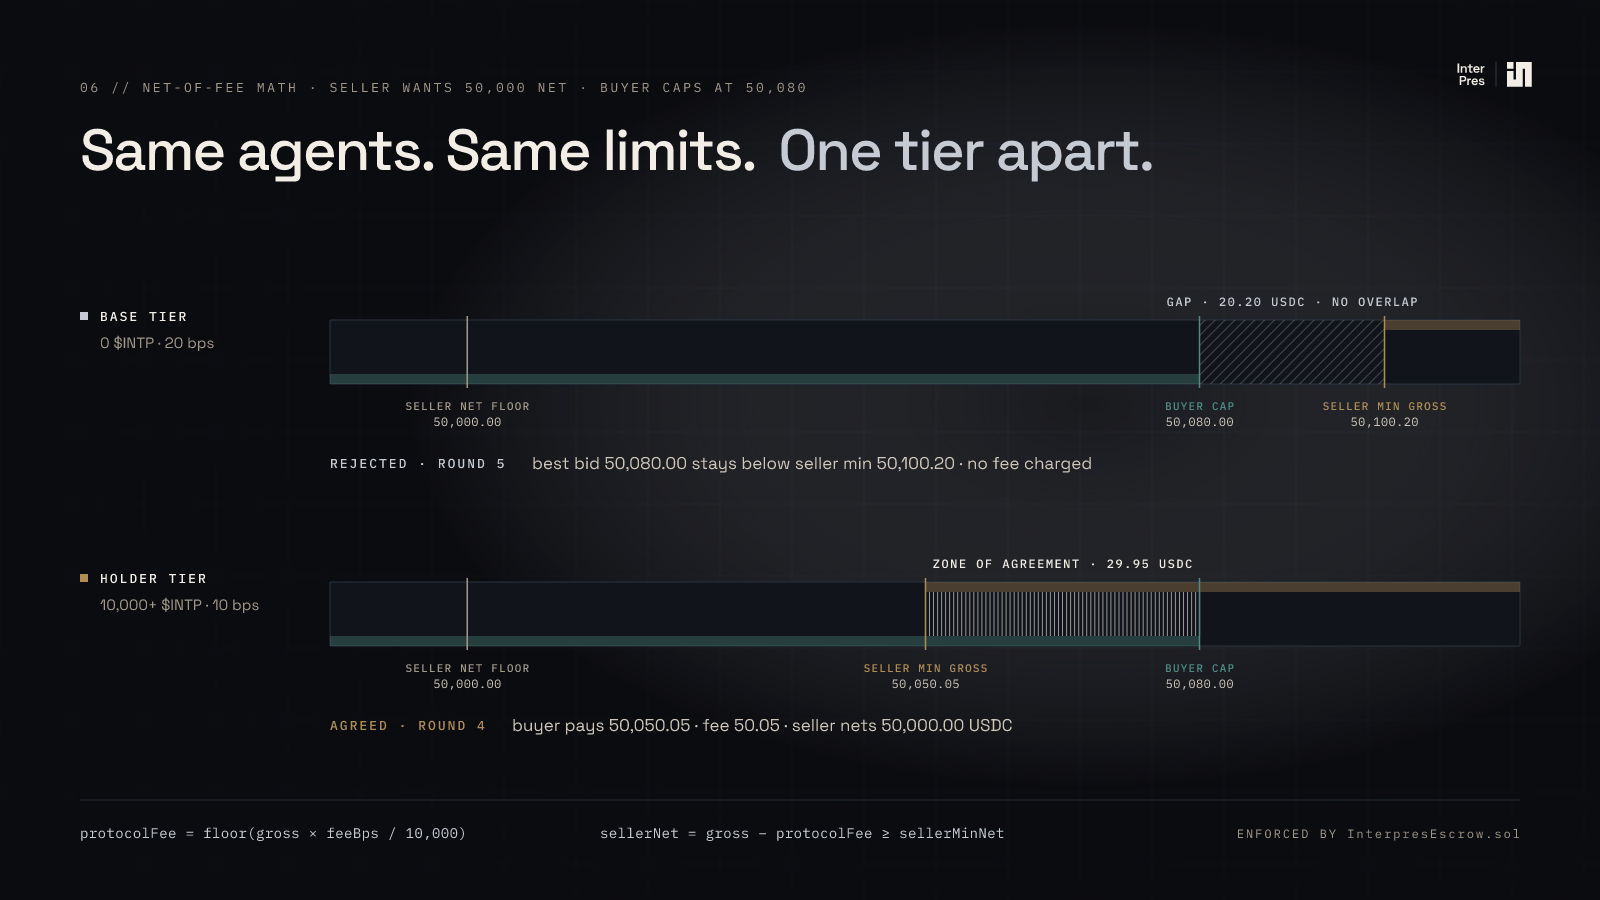 06 // NET-OF-FEE MATH · SELLER WANTS 50,000 NET · BUYER CAPS AT 50,080
Inter
Pres
Same agents. Same limits. One tier apart.
GAP · 20.20 USDC · NO OVERLAP
BASE TIER
0 $INTP · 20 bps
SELLER NET FLOOR
50,000.00
BUYER CAP
50,080.00
SELLER MIN GROSS
50,100.20
REJECTED · ROUND 5 best bid 50,080.00 stays below seller min 50,100.20 · no fee charged
ZONE OF AGREEMENT · 29.95 USDC
HOLDER TIER
10,000+ $INTP · 10 bps
SELLER NET FLOOR
50,000.00
SELLER MIN GROSS
50,050.05
BUYER CAP
50,080.00
AGREED · ROUND 4 buyer pays 50,050.05 · fee 50.05 · seller nets 50,000.00 USDC
protocolFee = floor(gross × feeBps / 10,000)
sellerNet = gross − protocolFee ≥ sellerMinNet
ENFORCED BY InterpresEscrow.sol